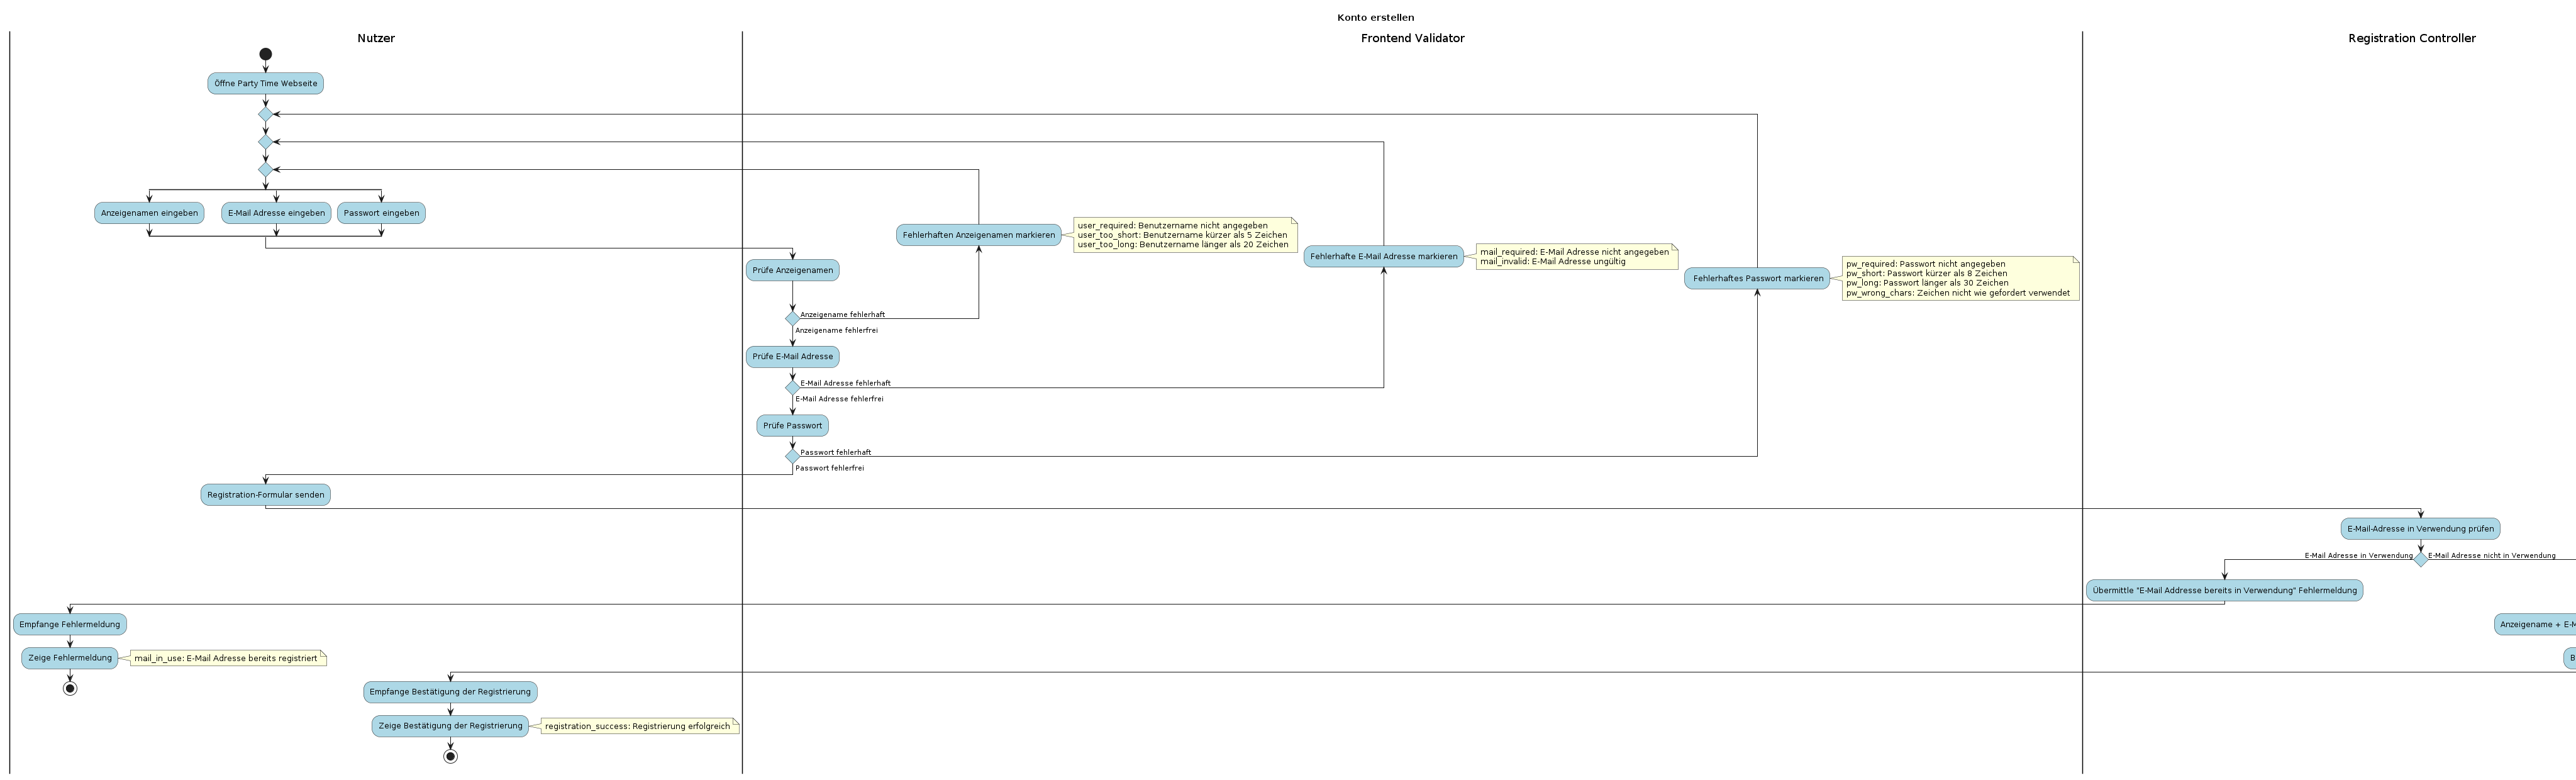 Konto erstellen
Nutzer
Frontend Validator
Registration Controller
Öffne Party Time Webseite
Anzeigenamen eingeben
E-Mail Adresse eingeben
Passwort eingeben
Fehlerhaften Anzeigenamen markieren
user_required: Benutzername nicht angegeben
user_too_short: Benutzername kürzer als 5 Zeichen
user_too_long: Benutzername länger als 20 Zeichen
Fehlerhafte E-Mail Adresse markieren
mail_required: E-Mail Adresse nicht angegeben
mail_invalid: E-Mail Adresse ungültig
Fehlerhaftes Passwort markieren
pw_required: Passwort nicht angegeben
pw_short: Passwort kürzer als 8 Zeichen
pw_long: Passwort länger als 30 Zeichen
pw_wrong_chars: Zeichen nicht wie gefordert verwendet
Prüfe Anzeigenamen
Anzeigename fehlerhaft
Anzeigename fehlerfrei
Prüfe E-Mail Adresse
E-Mail Adresse fehlerhaft
E-Mail Adresse fehlerfrei
Prüfe Passwort
Passwort fehlerhaft
Passwort fehlerfrei
Registration-Formular senden
E-Mail-Adresse in Verwendung prüfen
E-Mail Adresse in Verwendung
E-Mail Adresse nicht in Verwendung
Übermittle "E-Mail Addresse bereits in Verwendung" Fehlermeldung
Empfange Fehlermeldung
Anzeigename + E-M
Zeige Fehlermeldung
mail_in_use: E-Mail Adresse bereits registriert
B
Empfange Bestätigung der Registrierung
Zeige Bestätigung der Registrierung
registration_success: Registrierung erfolgreich